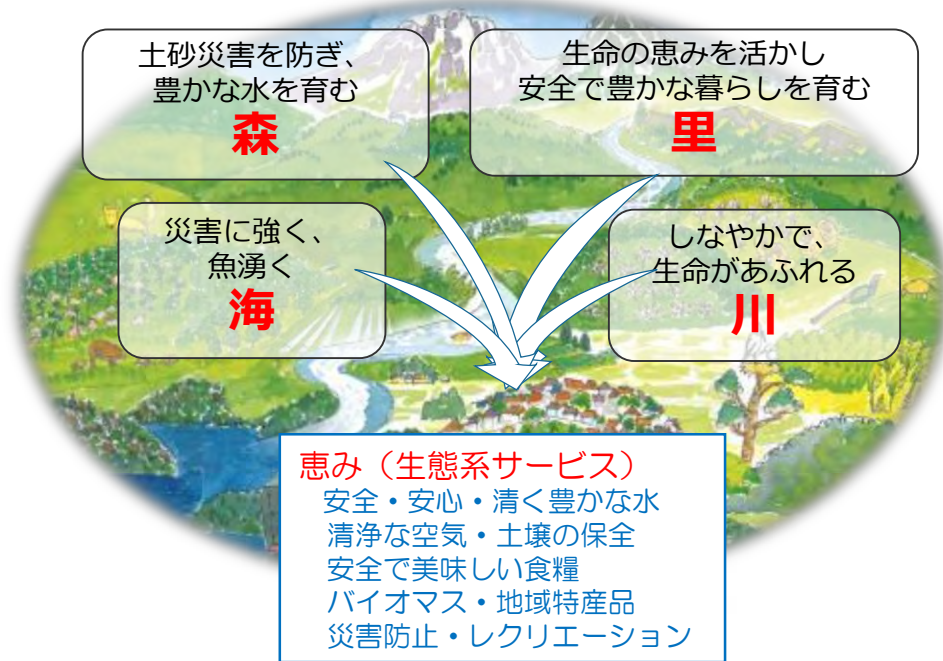 土砂災害を防ぎ、
豊かな水を育む
森
生命の恵みを活かし
安全で豊かな暮らしを育む
里
災害に強く、
魚湧く
海
しなやかで、
生命があふれる
川
恵み（生態系サービス）
安全・安心・清く豊かな水
清浄な空気・土壌の保全
安全で美味しい食糧
バイオマス・地域特産品
災害防止・レクリエーション